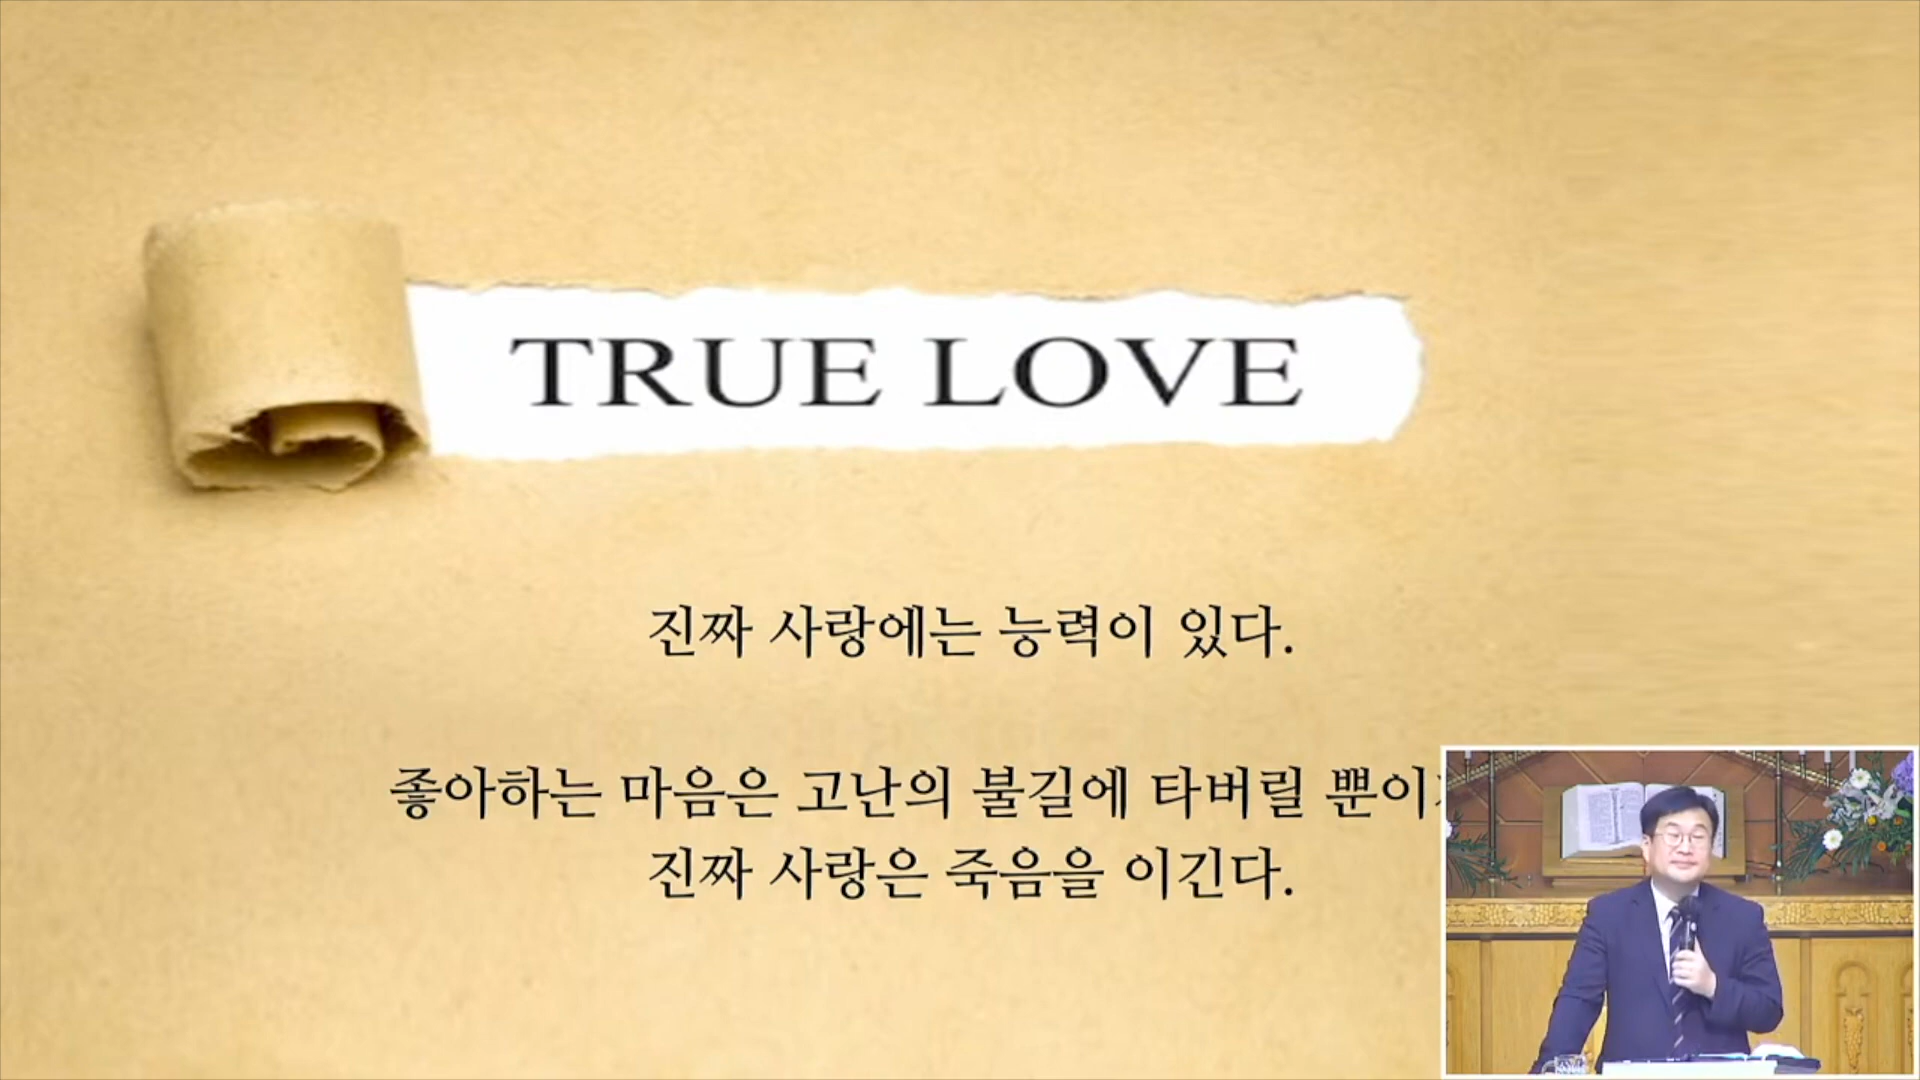 TRUE LOVE
진짜 사랑에는 능력이 있다.
좋아하는 마음은 고난의 불길에 타버릴 뿐이
진짜 사랑은 죽음을 이긴다.